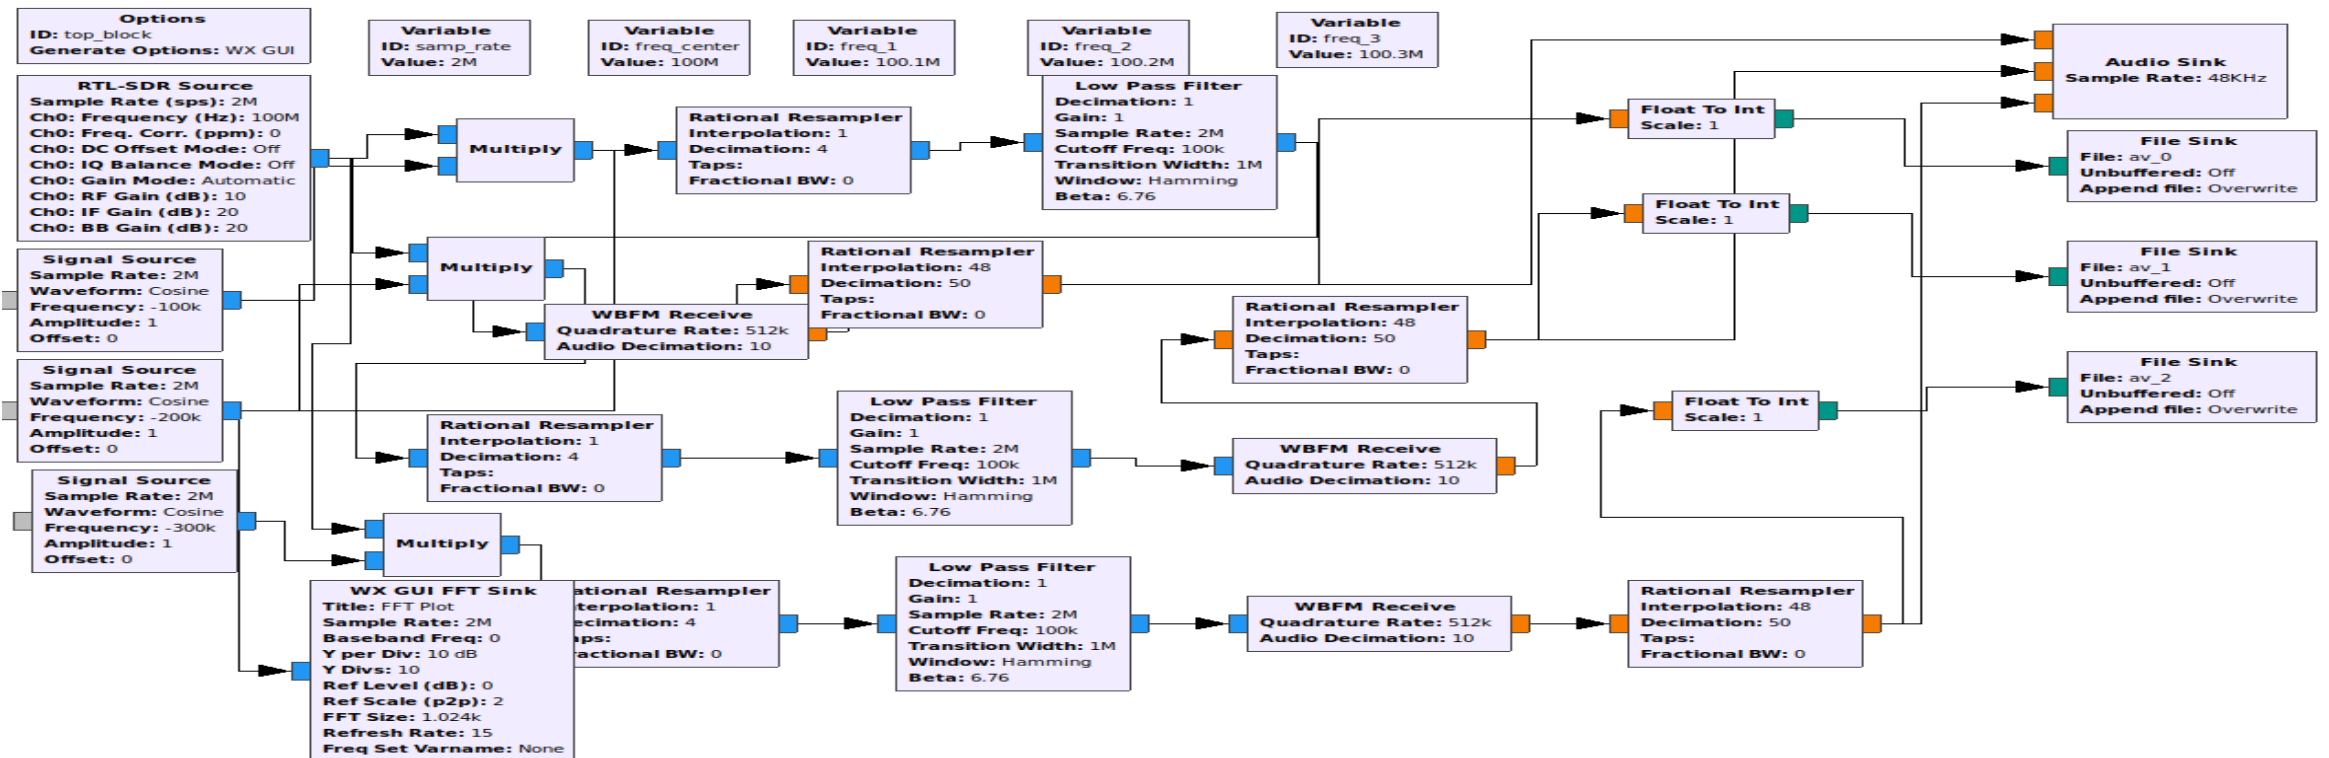 Options
ID: top_block
Generate Options: WX GUI
Variable
ID: samp_rate
Value: 2M
Variable
ID: freq_center
Value: 100M
Variable
ID: freq_1
Value: 100.1M
Variable
ID: freq_2
Value: 100.2M
Variable
ID: freq_3
Value: 100.3M
RTL-SDR Source
Sample Rate (sps): 2M
Ch0: Frequency (Hz): 100M
Ch0: Freq. Corr. (ppm): 0
Ch0: DC Offset Mode: Off
Ch0: IQ Balance Mode: Off
Ch0: Gain Mode: Automatic
Ch0: RF Gain (dB): 10
Ch0: IF Gain (dB): 20
Ch0: BB Gain (dB): 20
Multiply
Rational Resampler
Interpolation: 1
Decimation: 4
Taps:
Fractional BW: 0
Low Pass Filter
Decimation: 1
Gain: 1
Sample Rate: 2M
Cutoff Freq: 100k
Transition Width: 1M
Window: Hamming
Beta: 6.76
Float To Int
Scale: 1
Audio Sink
Sample Rate: 48KHz
File Sink
File: av_0
Unbuffered: Off
Append file: Overwrite
Float To Int
Scale: 1
Signal Source
Sample Rate: 2M
Waveform: Cosine
Frequency: -100k
Amplitude: 1
Offset: 0
Multiply
WBFM Receive
Quadrature Rate: 512k
Audio Decimation: 10
Rational Resampler
Interpolation: 48
Decimation: 50
Taps:
Fractional BW: 0
Rational Resampler
Interpolation: 48
Decimation: 50
Taps:
Fractional BW: 0
File Sink
File: av_1
Unbuffered: Off
Append file: Overwrite
Signal Source
Sample Rate: 2M
Waveform: Cosine
Frequency: -200k
Amplitude: 1
Offset: 0
Rational Resampler
Interpolation: 1
Decimation: 4
Taps:
Fractional BW: 0
Low Pass Filter
Decimation: 1
Gain: 1
Sample Rate: 2M
Cutoff Freq: 100k
Transition Width: 1M
Window: Hamming
Beta: 6.76
WBFM Receive
Quadrature Rate: 512k
Audio Decimation: 10
Float To Int
Scale: 1
File Sink
File: av_2
Unbuffered: Off
Append file: Overwrite
Signal Source
Sample Rate: 2M
Waveform: Cosine
Frequency: -300k
Amplitude: 1
Offset: 0
Multiply
WX GUI FFT Sink
Title: FFT Plot
Sample Rate: 2M
Baseband Freq: 0
Y per Div: 10 dB
Y Divs: 10
Ref Level (dB): 0
Ref Scale (p2p): 2
FFT Size: 1.024k
Refresh Rate: 15
Freq Set Varname: None
ational Resampler
terpolation: 1
ecimation: 4
aps:
ractional BW: 0
Low Pass Filter
Decimation: 1
Gain: 1
Sample Rate: 2M
Cutoff Freq: 100k
Transition Width: 1M
Window: Hamming
Beta: 6.76
WBFM Receive
Quadrature Rate: 512k
Audio Decimation: 10
Rational Resampler
Interpolation: 48
Decimation: 50
Taps:
Fractional BW: 0